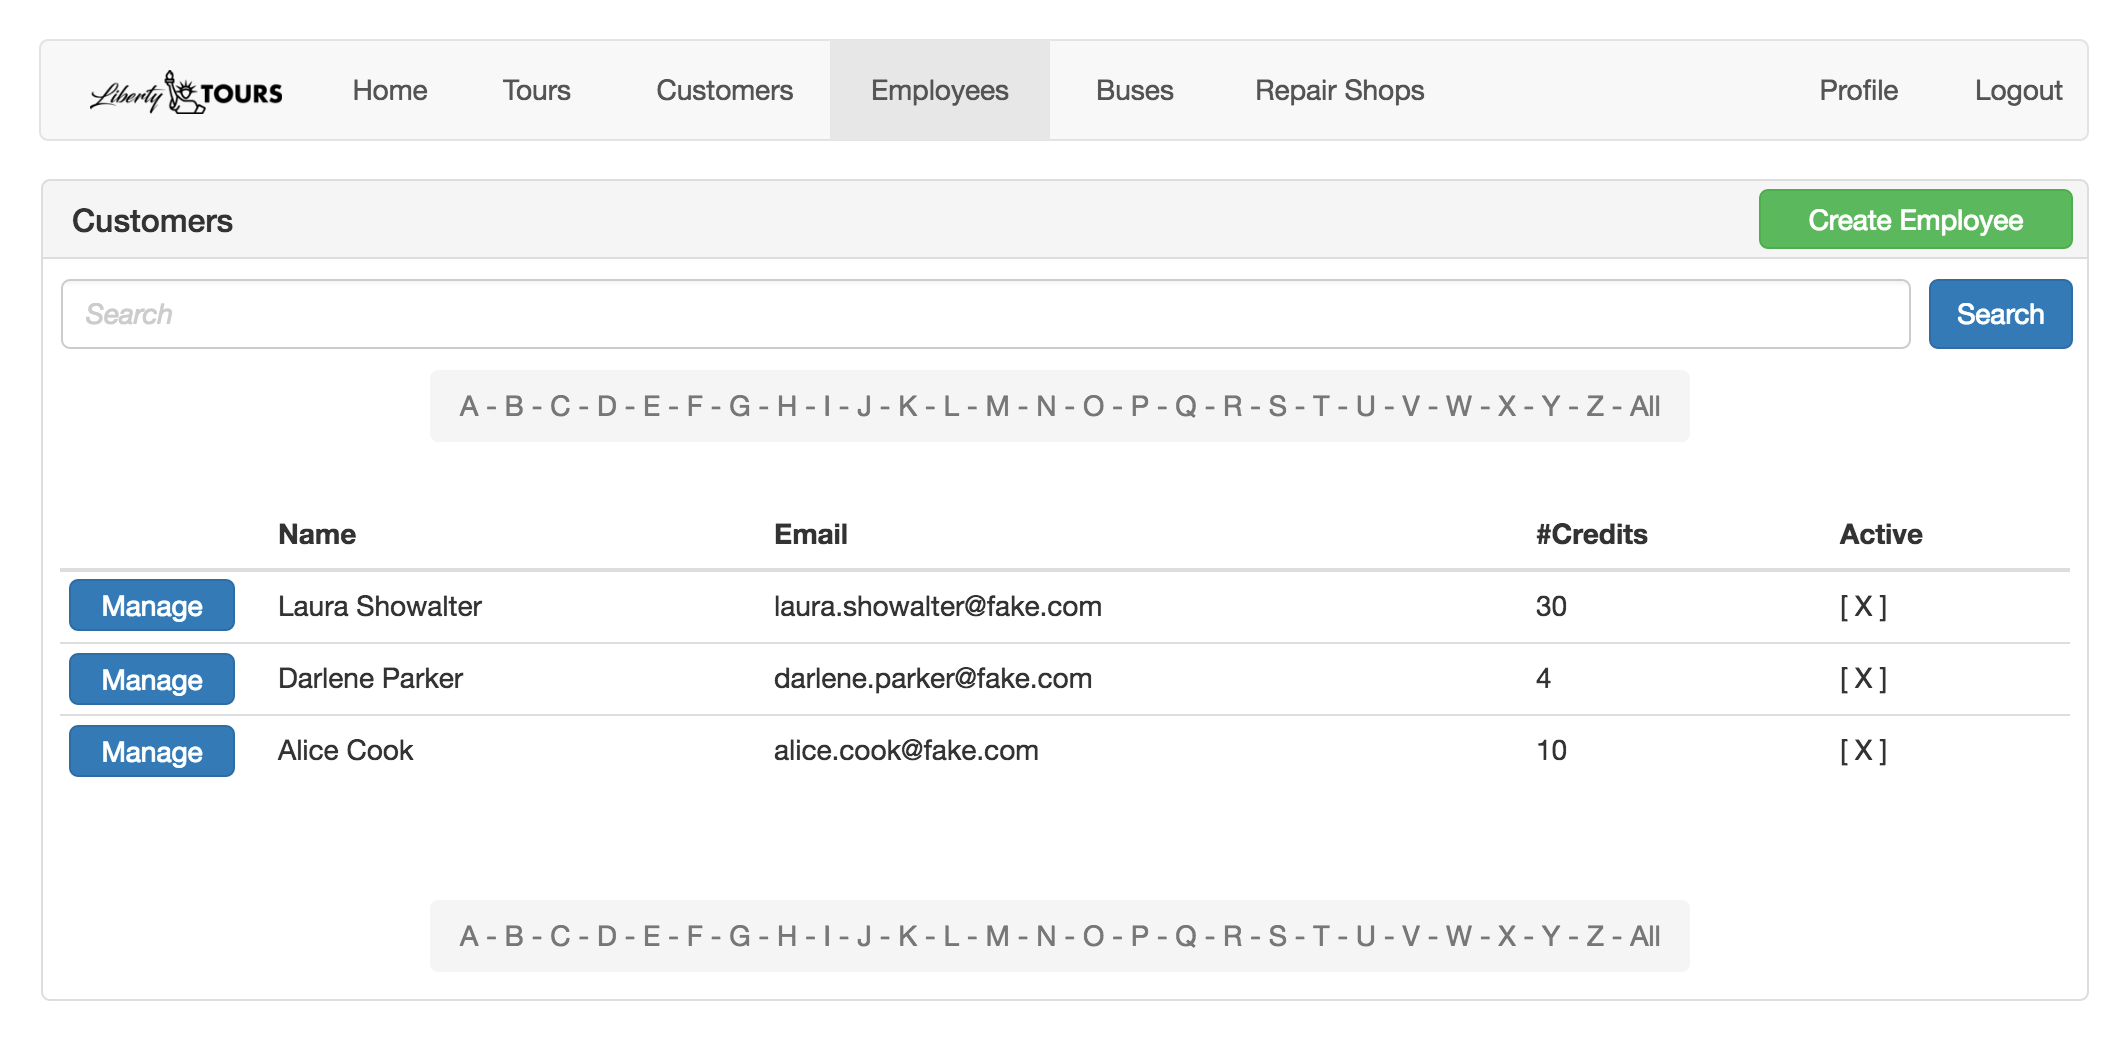 Liberty TOURS Home Tours Customers Employees Buses Repair Shops Profile Logout
Customers Create Employee
Search Search
A - B - C - D - E - F - G - H - I - J - K - L - M - N - O - P - Q - R - S - T - U - V - W - X - Y - Z - All
Name Email #Credits Active
Manage Laura Showalter laura.showalter@fake.com 30 [ X ]
Manage Darlene Parker darlene.parker@fake.com 4 [ X ]
Manage Alice Cook alice.cook@fake.com 10 [ X ]
A - B - C - D - E - F - G - H - I - J - K - L - M - N - O - P - Q - R - S - T - U - V - W - X - Y - Z - All